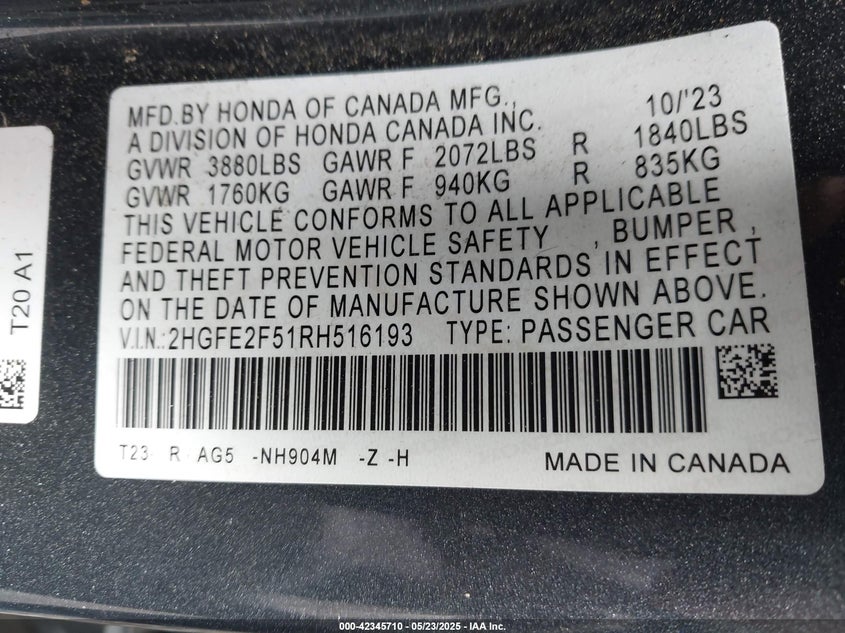 MFD.BY HONDA OF CANADA MFG., 10/'23
A DIVISION OF HONDA CANADA INC.
GVWR 3880LBS GAWR F 2072LBS R 1840LBS
GVWR 1760KG GAWR F 940KG R 835KG
THIS VEHICLE CONFORMS TO ALL APPLICABLE
FEDERAL MOTOR VEHICLE SAFETY , BUMPER ,
AND THEFT PREVENTION STANDARDS IN EFFECT
ON THE DATE OF MANUFACTURE SHOWN ABOVE.
V.I.N.:2HGFE2F51RH516193 TYPE: PASSENGER CAR
T23 R AG5 -NH904M -Z -H MADE IN CANADA
T20 A1
000-42345710 - 05/23/2025 - IAA Inc.